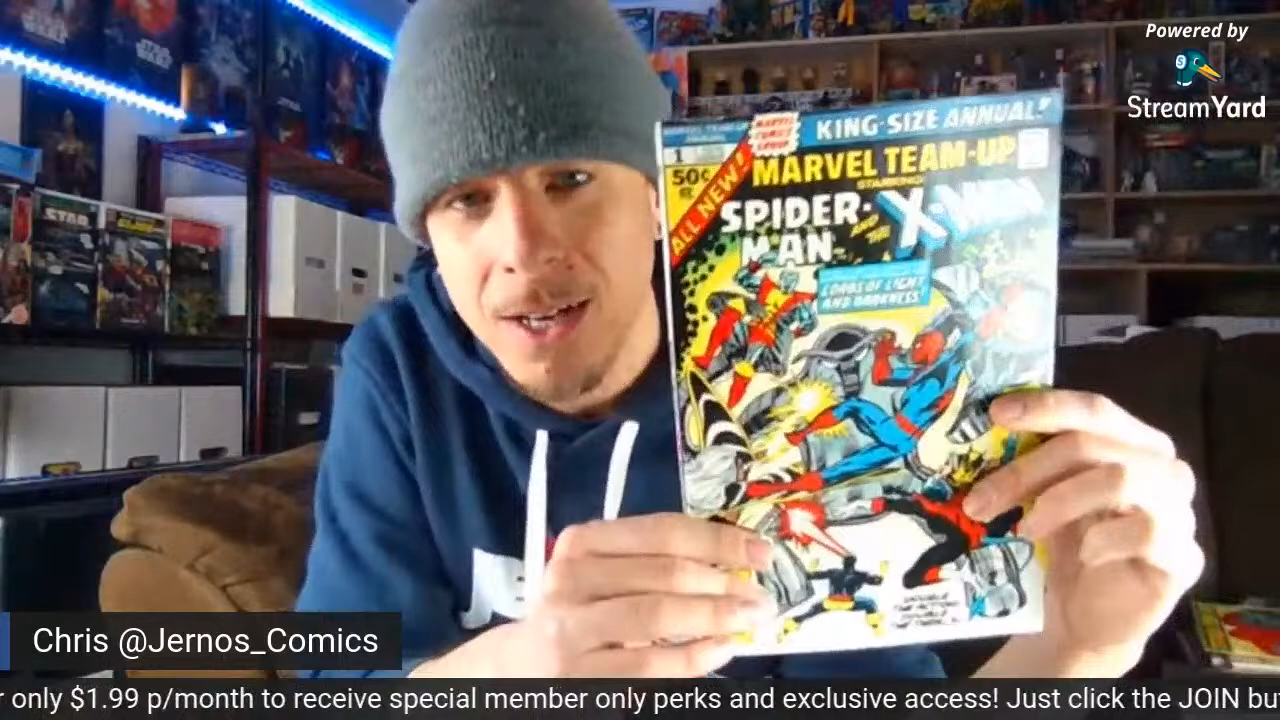 Powered by
StreamYard
KING-SIZE ANNUAL!
MARVEL COMICS GROUP
1
50¢
ALL NEW!
MARVEL TEAM-UP
STARRING
SPIDER-MAN
AND THE
X-MEN
LORDS OF LIGHT
AND DARKNESS!
STAR
Chris @Jernos_Comics
r only $1.99 p/month to receive special member only perks and exclusive access! Just click the JOIN bu